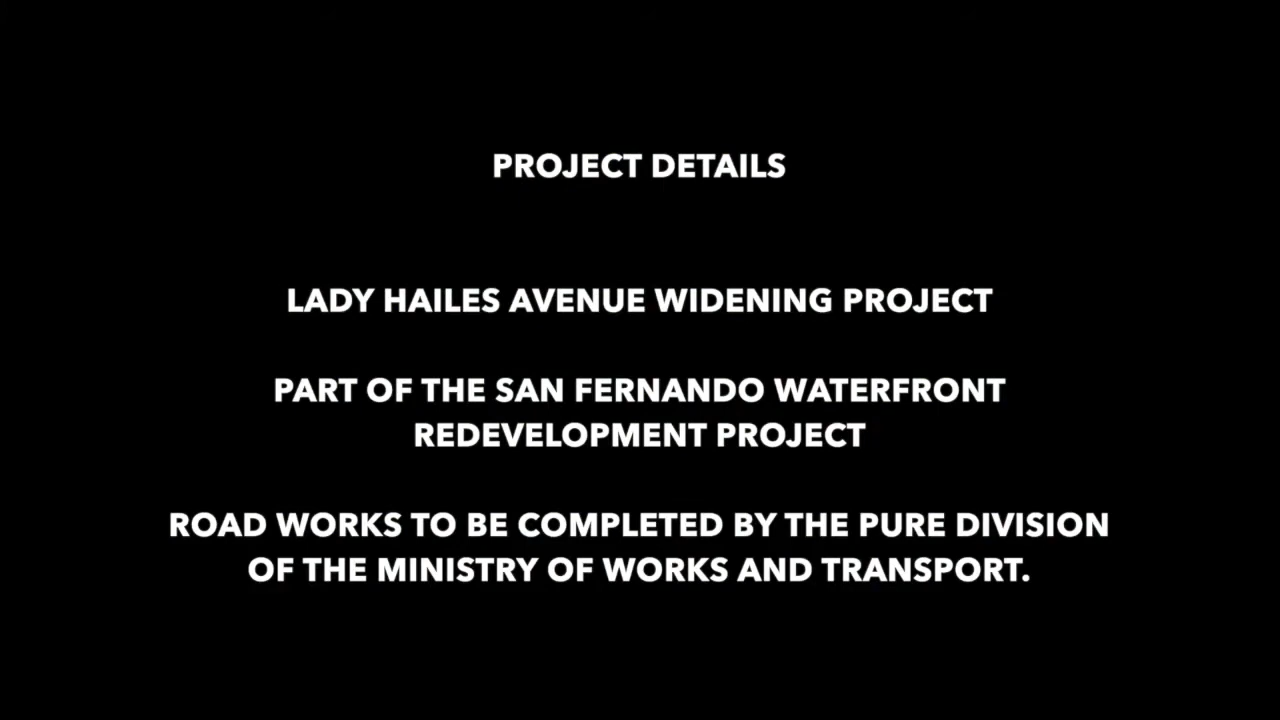 PROJECT DETAILS
LADY HAILES AVENUE WIDENING PROJECT
PART OF THE SAN FERNANDO WATERFRONT
REDEVELOPMENT PROJECT
ROAD WORKS TO BE COMPLETED BY THE PURE DIVISION
OF THE MINISTRY OF WORKS AND TRANSPORT.